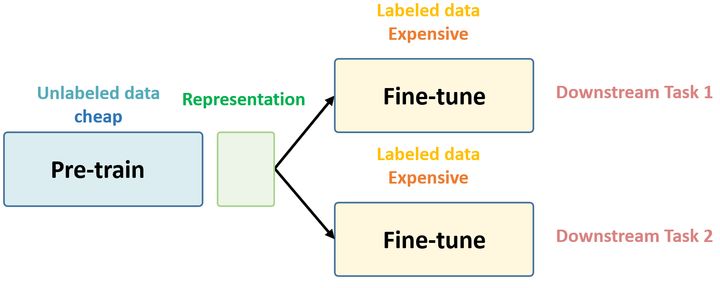 Labeled data
Expensive
Fine-tune
Downstream Task 1
Unlabeled data
cheap
Representation
Pre-train
Labeled data
Expensive
Fine-tune
Downstream Task 2